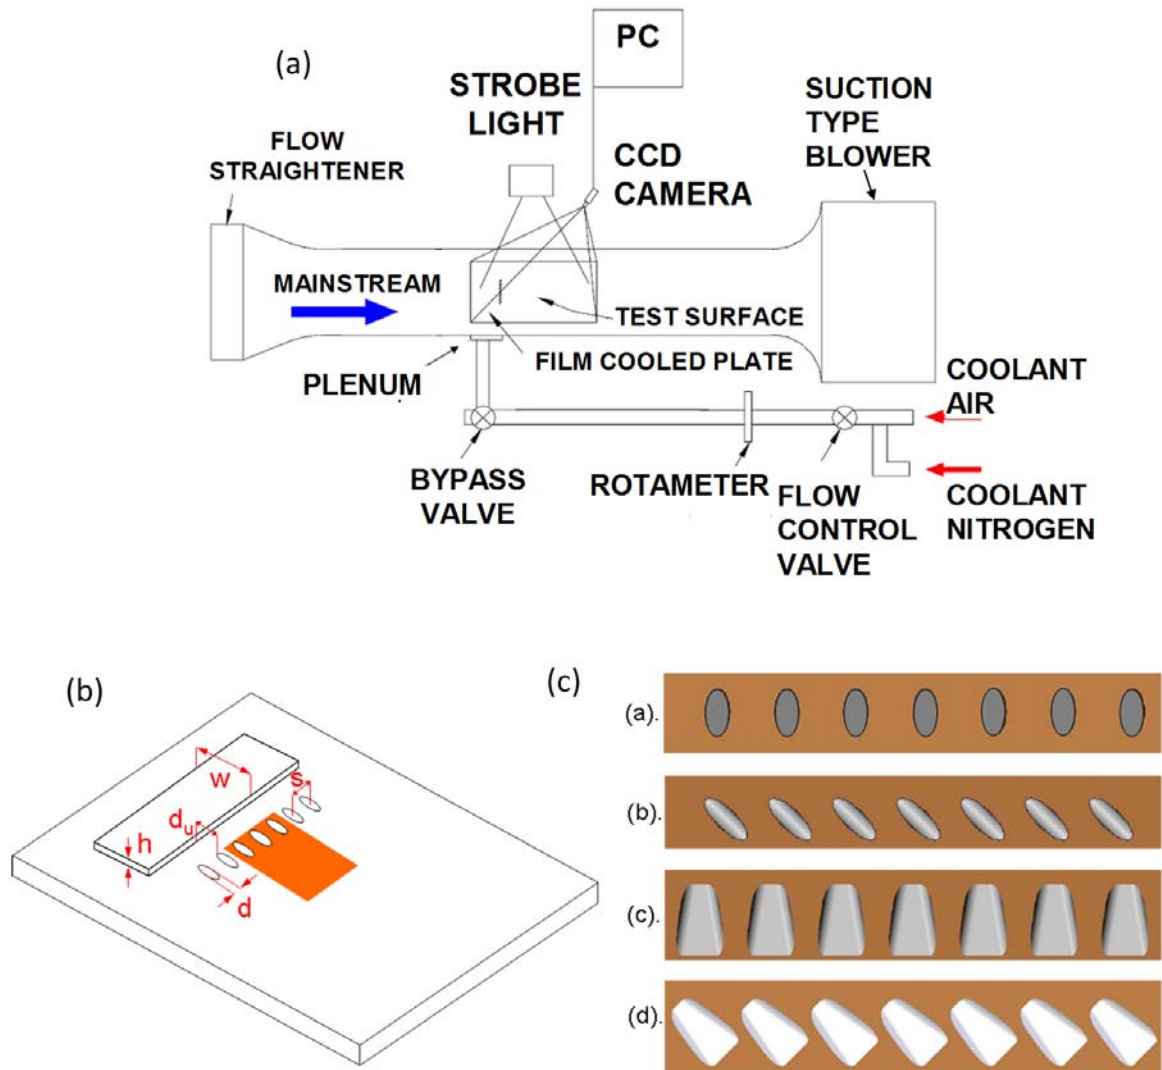 (a)
PC
STROBE
LIGHT
SUCTION
TYPE
BLOWER
FLOW
STRAIGHTENER
CCD
CAMERA
MAINSTREAM
TEST SURFACE
FILM COOLED PLATE
PLENUM
COOLANT
AIR
BYPASS
VALVE
ROTAMETER
FLOW
CONTROL
VALVE
COOLANT
NITROGEN
(b)
w
s
du
h
d
(c)
(a).
(b).
(c).
(d).